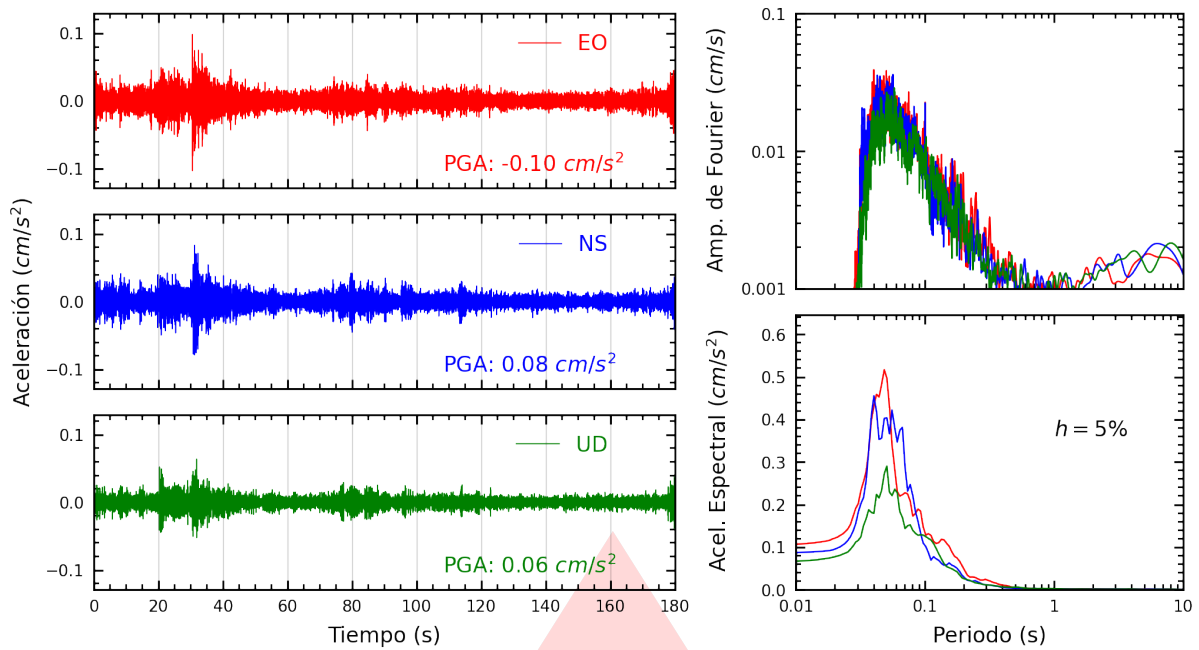 Aceleración (cm/s²)
0.1
0.0
−0.1
EO
PGA: -0.10 cm/s²
0.1
0.0
−0.1
NS
PGA: 0.08 cm/s²
0.1
0.0
−0.1
UD
PGA: 0.06 cm/s²
0 20 40 60 80 100 120 140 160 180
Tiempo (s)
Amp. de Fourier (cm/s)
0.1
0.01
0.001
Acel. Espectral (cm/s²)
0.6
0.5
0.4
0.3
0.2
0.1
0.0
h = 5%
0.01 0.1 1 10
Periodo (s)